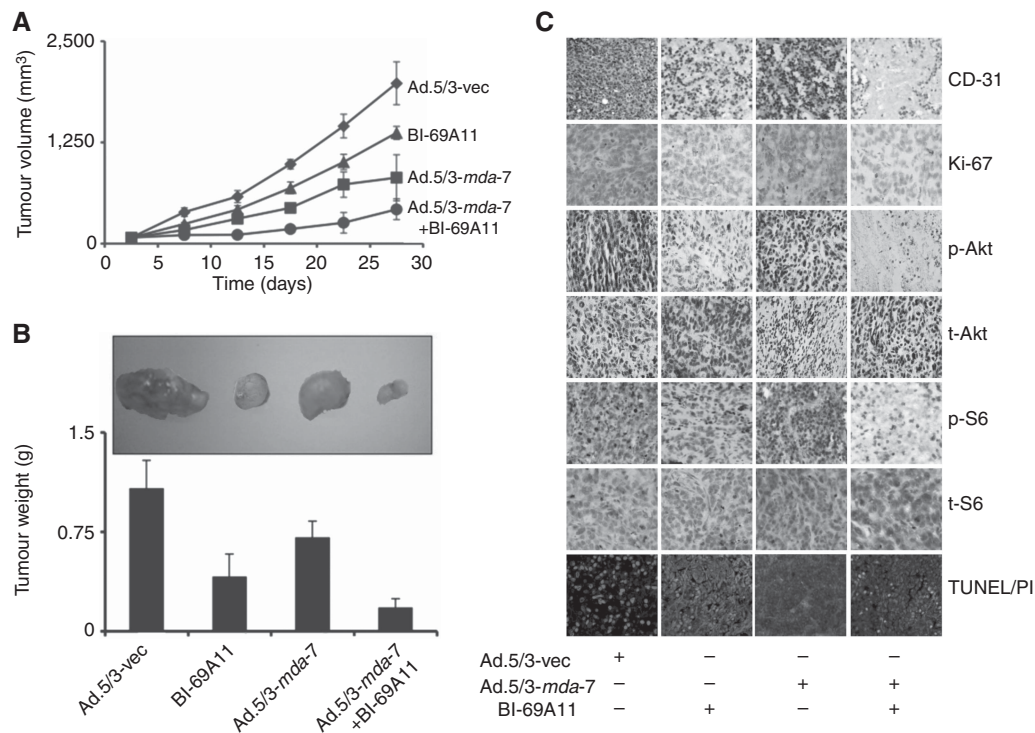 A
Tumour volume (mm³)
2,500
1,250
0
0 5 10 15 20 25 30
Time (days)
Ad.5/3-vec
BI-69A11
Ad.5/3-mda-7
Ad.5/3-mda-7
+BI-69A11
B
Tumour weight (g)
1.5
0.75
0
Ad.5/3-vec
BI-69A11
Ad.5/3-mda-7
Ad.5/3-mda-7
+BI-69A11
C
CD-31
Ki-67
p-Akt
t-Akt
p-S6
t-S6
TUNEL/PI
Ad.5/3-vec + – – –
Ad.5/3-mda-7 – – + +
BI-69A11 – + – +